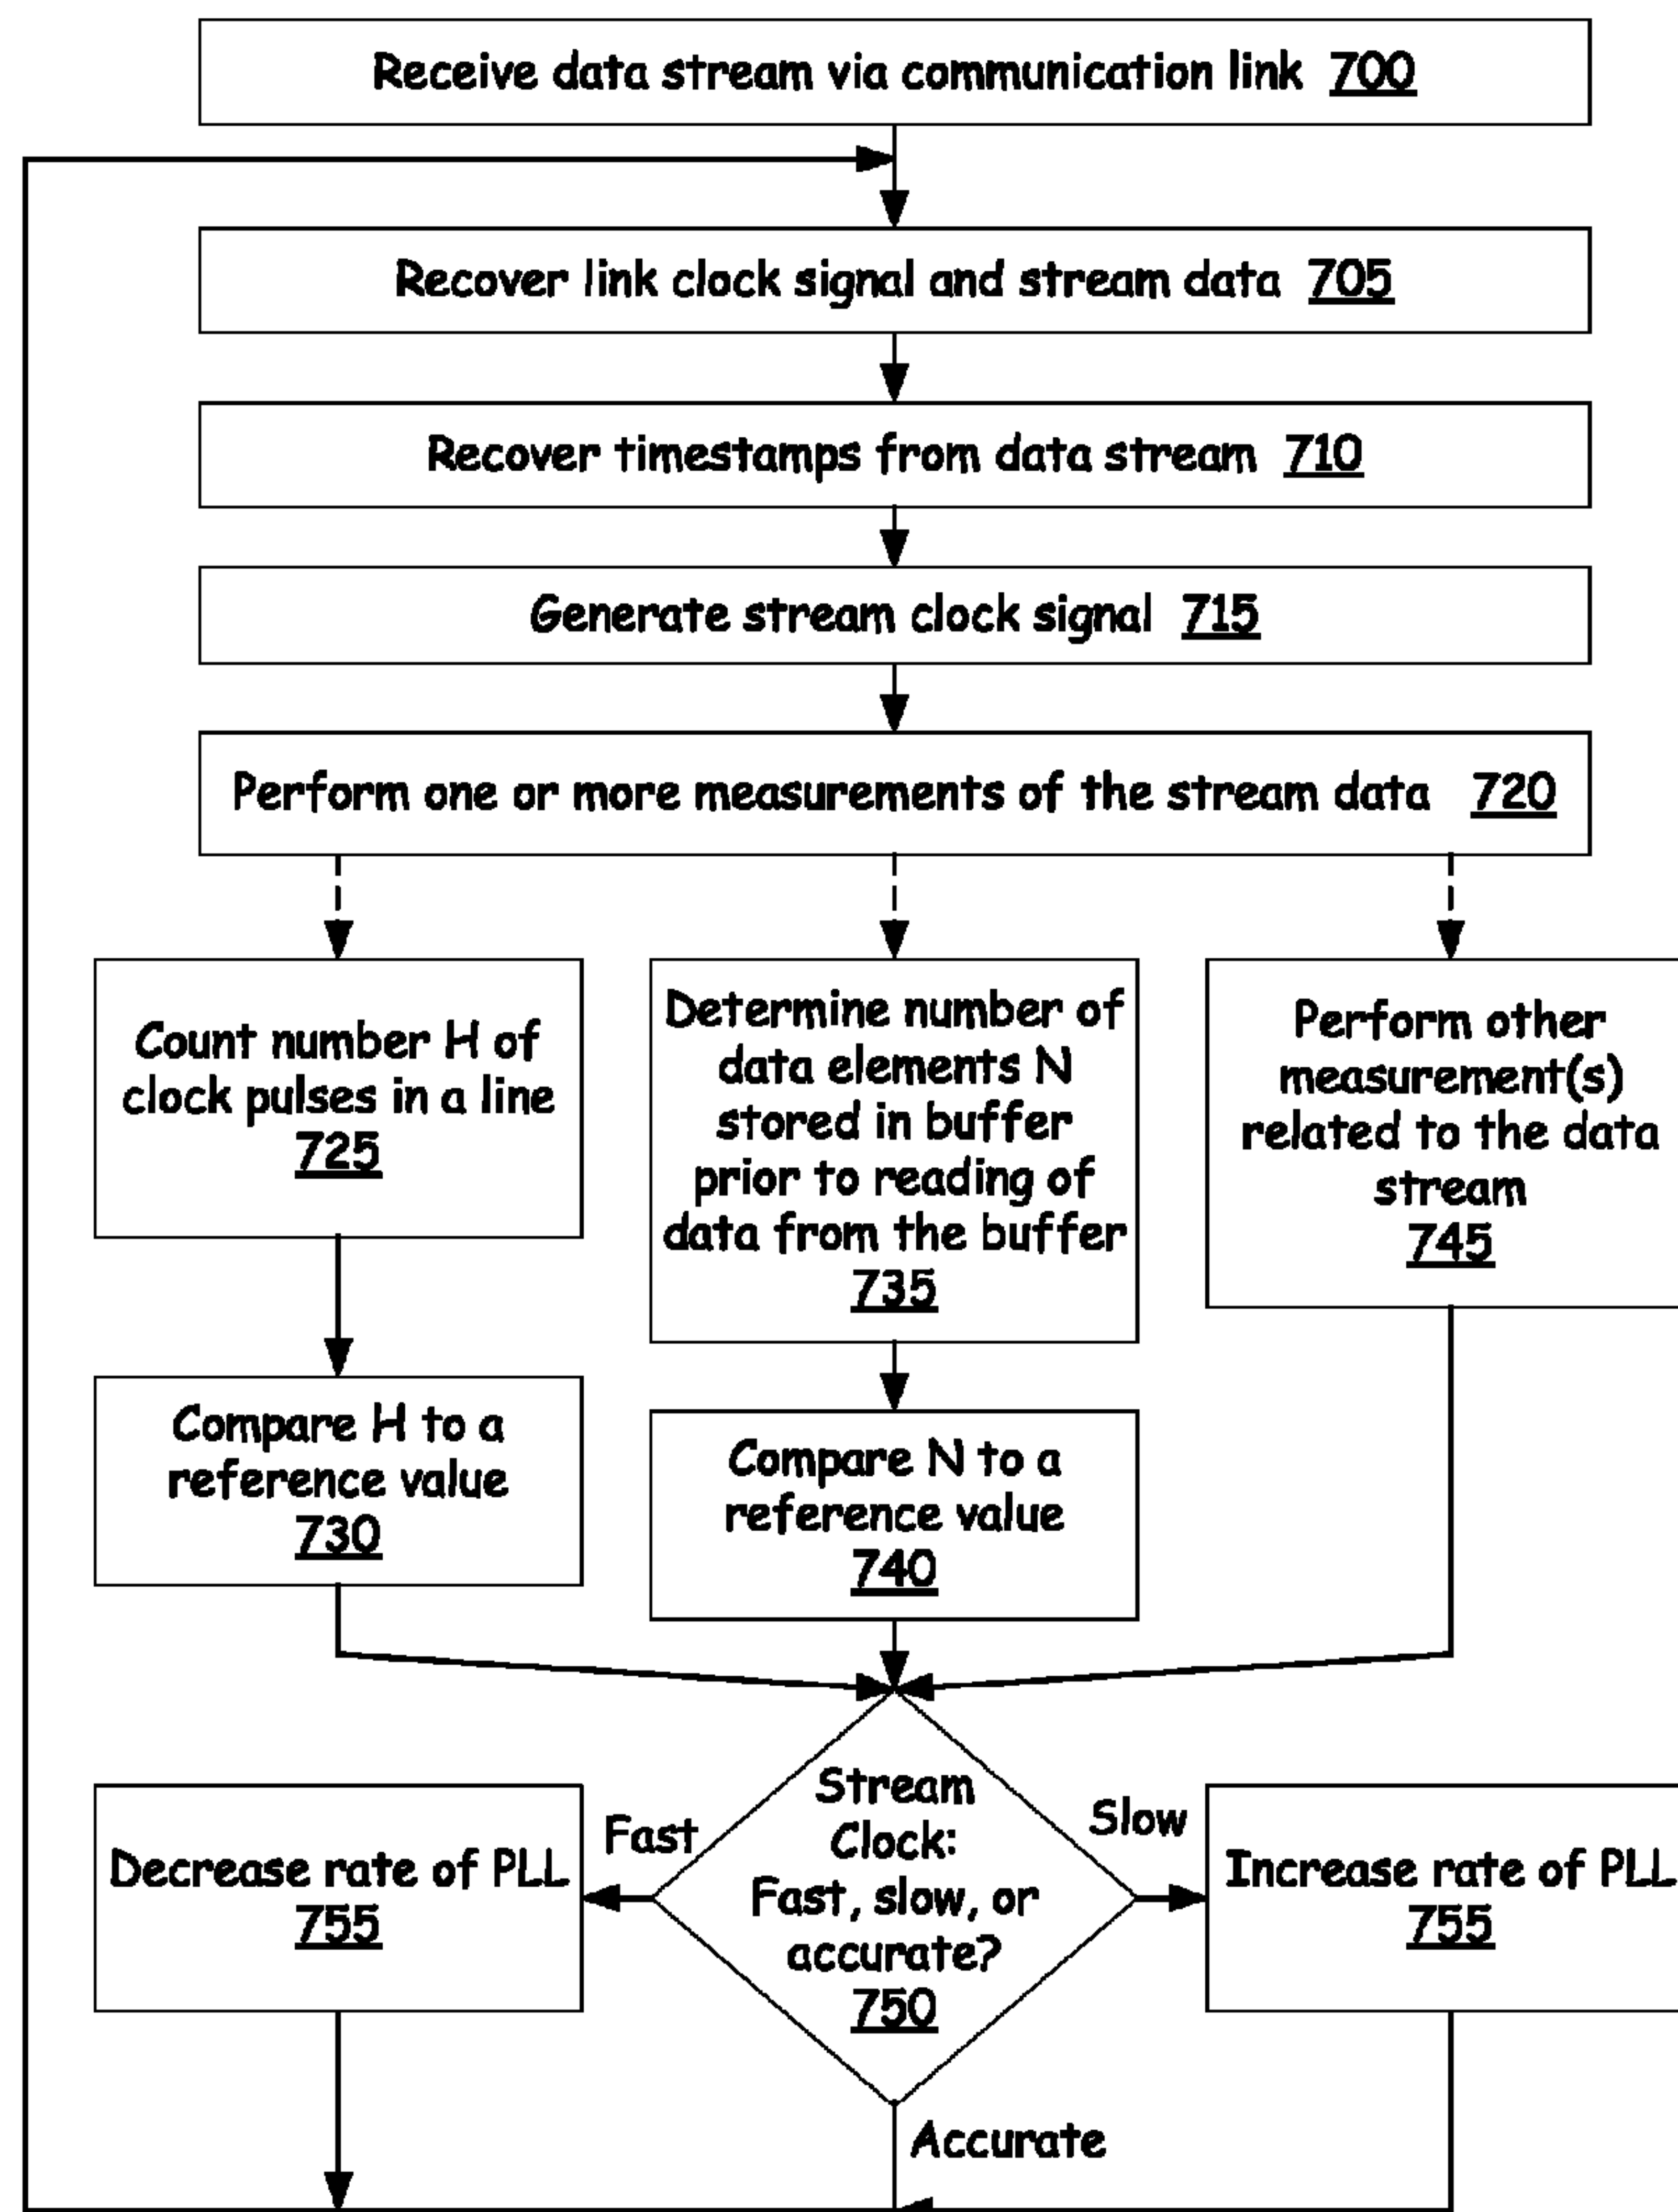 Receive data stream via communication link 700
Recover link clock signal and stream data 705
Recover timestamps from data stream 710
Generate stream clock signal 715
Perform one or more measurements of the stream data 720
Count number H of
clock pulses in a line
725
Determine number of
data elements N
stored in buffer
prior to reading of
data from the buffer
735
Perform other
measurement(s)
related to the data
stream
745
Compare H to a
reference value
730
Compare N to a
reference value
740
Stream
Clock:
Fast, slow, or
accurate?
750
Fast
Slow
Decrease rate of PLL
755
Increase rate of PLL
755
Accurate